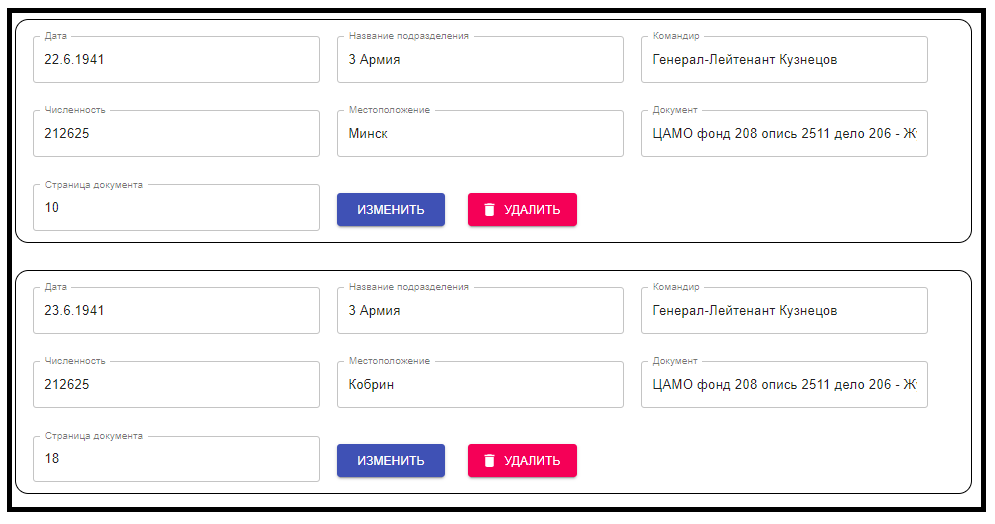 Дата Название подразделения Командир
22.6.1941 3 Армия Генерал-Лейтенант Кузнецов
Численность Местоположение Документ
212625 Минск ЦАМО фонд 208 опись 2511 дело 206 -
Страница документа
10 ИЗМЕНИТЬ УДАЛИТЬ
Дата Название подразделения Командир
23.6.1941 3 Армия Генерал-Лейтенант Кузнецов
Численность Местоположение Документ
212625 Кобрин ЦАМО фонд 208 опись 2511 дело 206 -
Страница документа
18 ИЗМЕНИТЬ УДАЛИТЬ